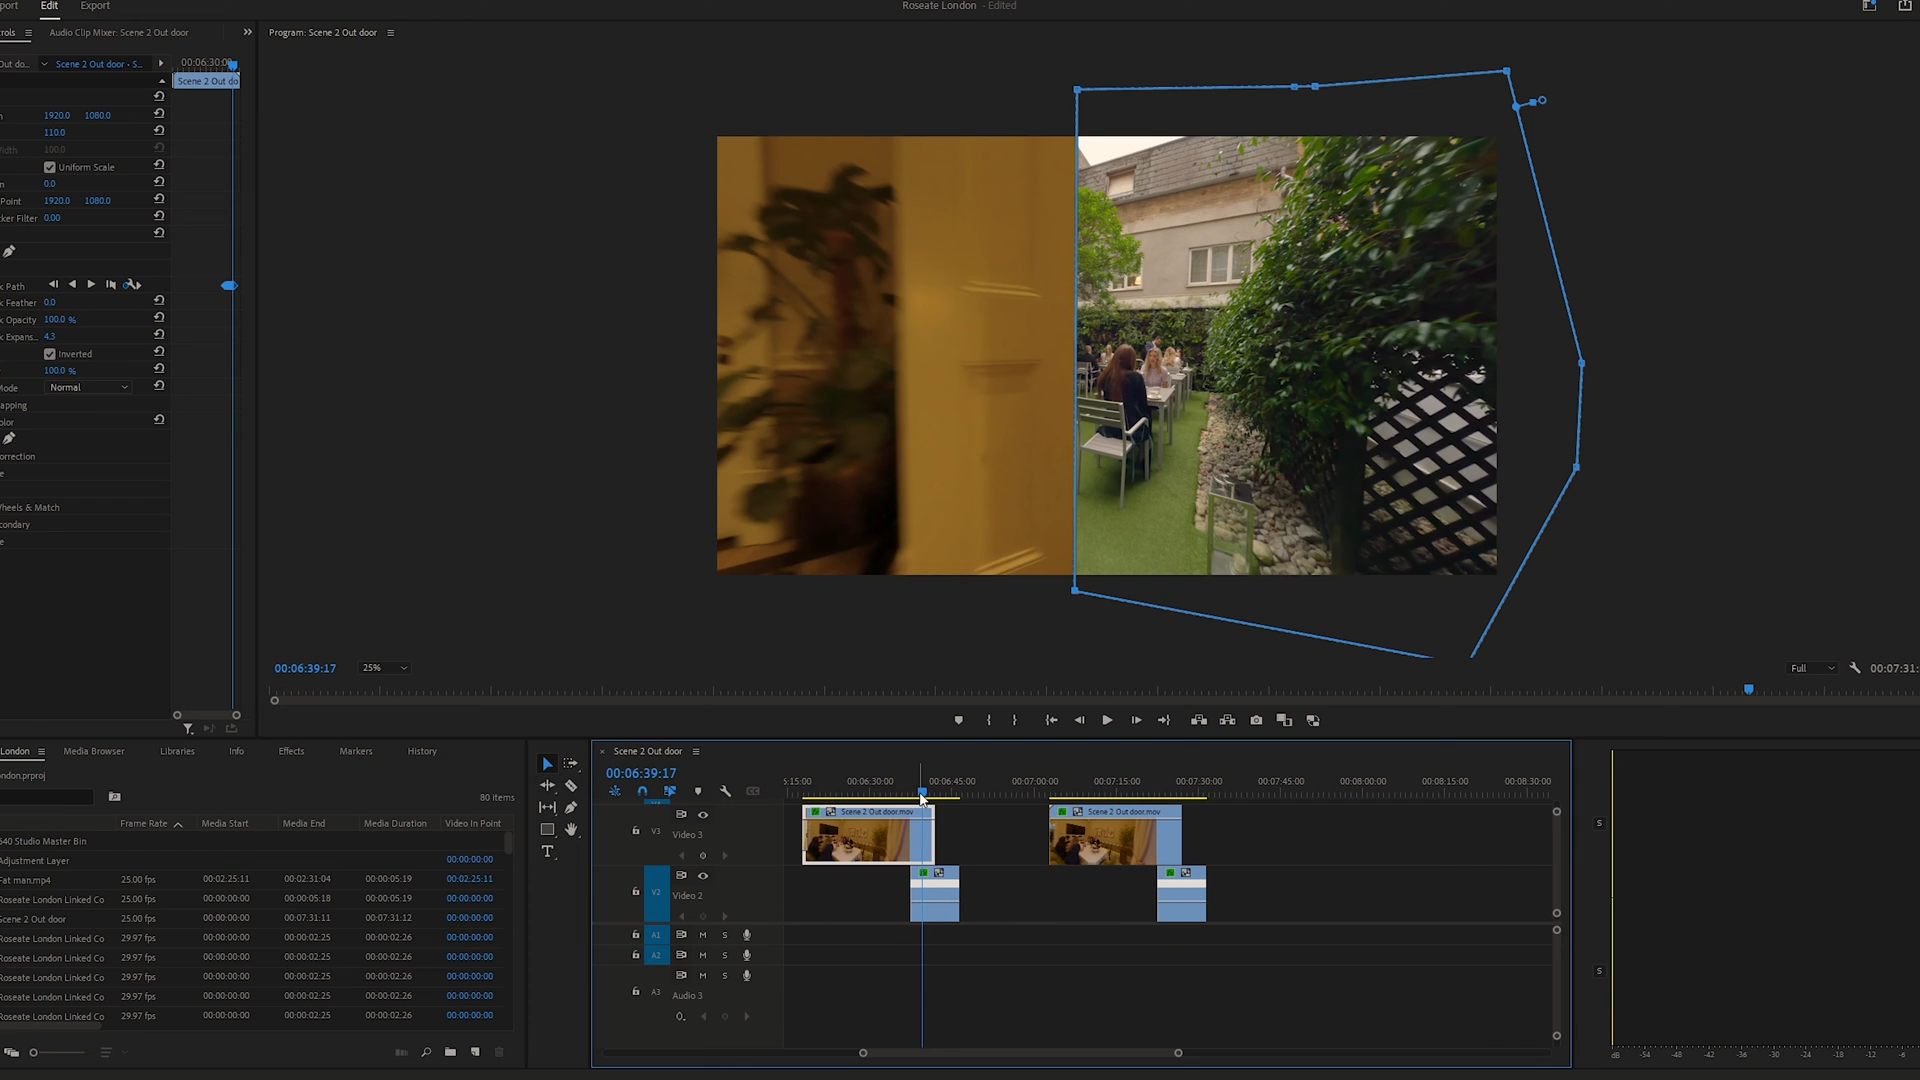 port Edit Export Roseate London - Edited
rols Audio Clip Mixer: Scene 2 Out door Program: Scene 2 Out door
Out do... Scene 2 Out door - S... 00:06:30:00
Scene 2 Out do
n 1920.0 1080.0
110.0
Width 100.0
Uniform Scale
n 0.0
Point 1920.0 1080.0
ker Filter 0.00
k Path
k Feather 0.0
k Opacity 100.0 %
k Expans... 4.3
Inverted
y 100.0 %
Mode Normal
apping
olor
orrection
e
Wheels & Match
condary
e
00:06:39:17 25% Full 00:07:31:
London Media Browser Libraries Info Effects Markers History
ondon.prproj
80 Items
Frame Rate Media Start Media End Media Duration Video In Point
640 Studio Master Bin
Adjustment Layer 00:00:00:00
Fat man.mp4 25.00 fps 00:02:25:11 00:02:31:04 00:00:05:19 00:02:25:11
Roseate London Linked Co 25.00 fps 00:00:00:00 00:00:05:18 00:00:05:19 00:00:00:00
Scene 2 Out door 25.00 fps 00:00:00:00 00:07:31:11 00:07:31:12 00:00:00:00
Roseate London Linked Co 29.97 fps 00:00:00:00 00:00:02:25 00:00:02:26 00:00:00:00
Roseate London Linked Co 29.97 fps 00:00:00:00 00:00:02:25 00:00:02:26 00:00:00:00
Roseate London Linked Co 29.97 fps 00:00:00:00 00:00:02:25 00:00:02:26 00:00:00:00
Roseate London Linked Co 29.97 fps 00:00:00:00 00:00:02:25 00:00:02:26 00:00:00:00
Roseate London Linked Co 29.97 fps 00:00:00:00 00:00:02:25 00:00:02:26 00:00:00:00
× Scene 2 Out door
00:06:39:17
5:15:00 00:06:30:00 00:06:45:00 00:07:00:00 00:07:15:00 00:07:30:00 00:07:45:00 00:08:00:00 00:08:15:00 00:08:30:00
fx Scene 2 Out door.mov fx Scene 2 Out door.mov
V3 Video 3
fx fx
V2 Video 2
A1 M S
A2 M S
M S
A3 Audio 3
S
S
dB -54 -48 -42 -36 -30 -24 -18 -12 -6